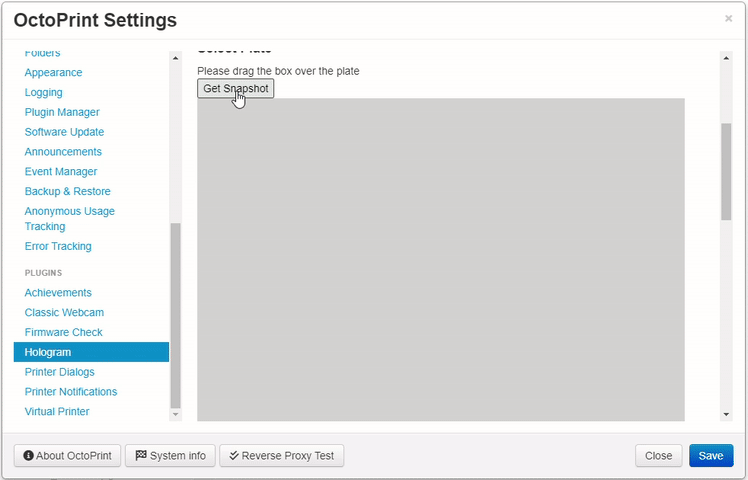 OctoPrint Settings
×
Folders
Appearance
Logging
Plugin Manager
Software Update
Announcements
Event Manager
Backup & Restore
Anonymous Usage
Tracking
Error Tracking
PLUGINS
Achievements
Classic Webcam
Firmware Check
Hologram
Printer Dialogs
Printer Notifications
Virtual Printer
Select Plate
Please drag the box over the plate
Get Snapshot
About OctoPrint
System info
Reverse Proxy Test
Close
Save